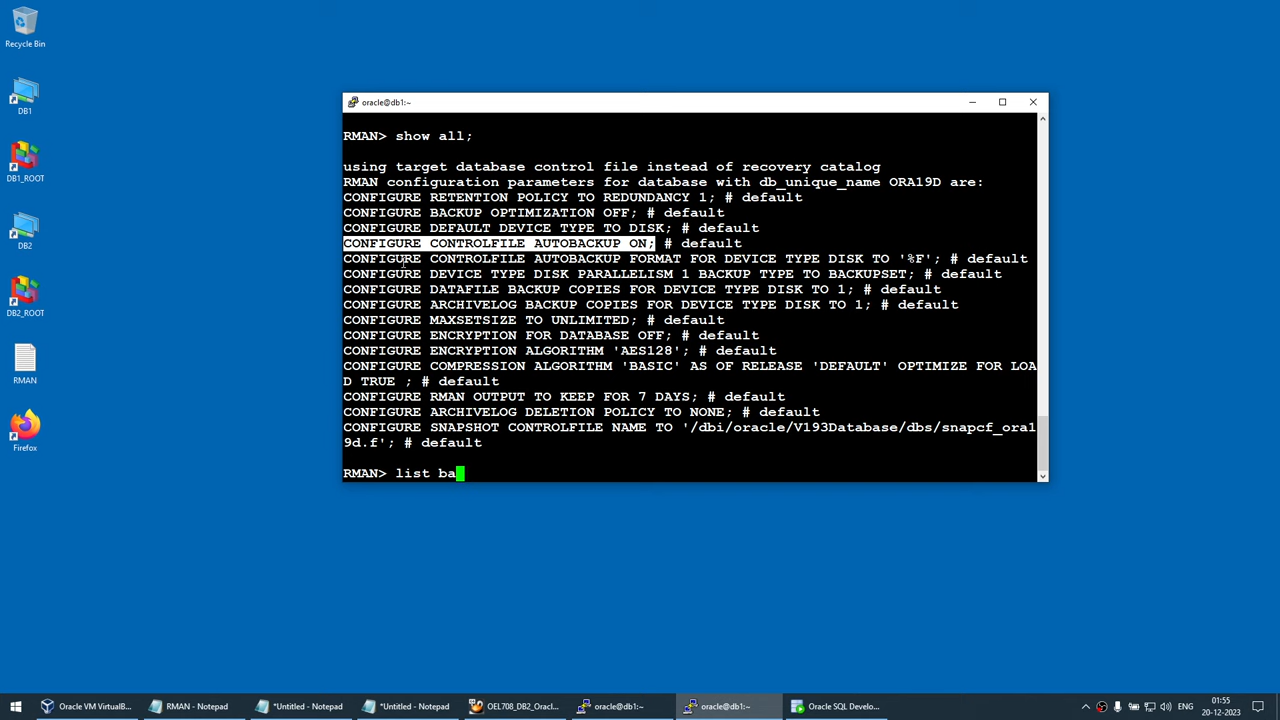 Recycle Bin
DB1
DB1_ROOT
DB2
DB2_ROOT
RMAN
Firefox
oracle@db1:~
RMAN> show all;
using target database control file instead of recovery catalog
RMAN configuration parameters for database with db_unique_name ORA19D are:
CONFIGURE RETENTION POLICY TO REDUNDANCY 1; # default
CONFIGURE BACKUP OPTIMIZATION OFF; # default
CONFIGURE DEFAULT DEVICE TYPE TO DISK; # default
CONFIGURE CONTROLFILE AUTOBACKUP ON; # default
CONFIGURE CONTROLFILE AUTOBACKUP FORMAT FOR DEVICE TYPE DISK TO '%F'; # default
CONFIGURE DEVICE TYPE DISK PARALLELISM 1 BACKUP TYPE TO BACKUPSET; # default
CONFIGURE DATAFILE BACKUP COPIES FOR DEVICE TYPE DISK TO 1; # default
CONFIGURE ARCHIVELOG BACKUP COPIES FOR DEVICE TYPE DISK TO 1; # default
CONFIGURE MAXSETSIZE TO UNLIMITED; # default
CONFIGURE ENCRYPTION FOR DATABASE OFF; # default
CONFIGURE ENCRYPTION ALGORITHM 'AES128'; # default
CONFIGURE COMPRESSION ALGORITHM 'BASIC' AS OF RELEASE 'DEFAULT' OPTIMIZE FOR LOA
D TRUE ; # default
CONFIGURE RMAN OUTPUT TO KEEP FOR 7 DAYS; # default
CONFIGURE ARCHIVELOG DELETION POLICY TO NONE; # default
CONFIGURE SNAPSHOT CONTROLFILE NAME TO '/dbi/oracle/V193Database/dbs/snapcf_ora1
9d.f'; # default
RMAN> list ba
Oracle VM VirtualB...
RMAN - Notepad
*Untitled - Notepad
*Untitled - Notepad
OEL708_DB2_Oracl...
oracle@db1:~
oracle@db1:~
Oracle SQL Develo...
ENG
01:55
20-12-2023